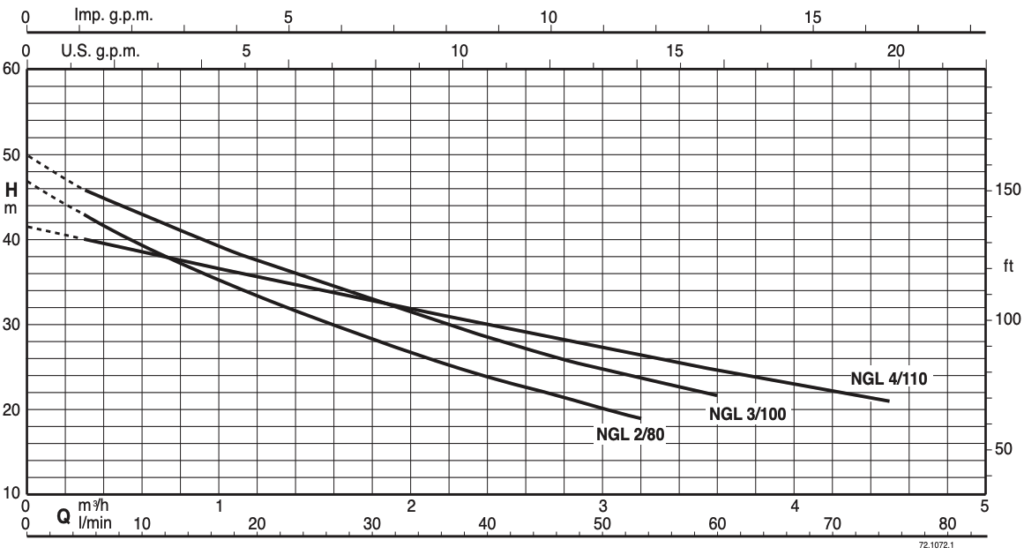 0 Imp. g.p.m. 5 10 15
0 U.S. g.p.m. 5 10 15 20
60
50
H
m
150
40
ft
30
100
NGL 4/110
20
NGL 3/100
NGL 2/80
50
10
0 m³/h 1 2 3 4 5
Q
0 l/min 10 20 30 40 50 60 70 80
72.1072.1